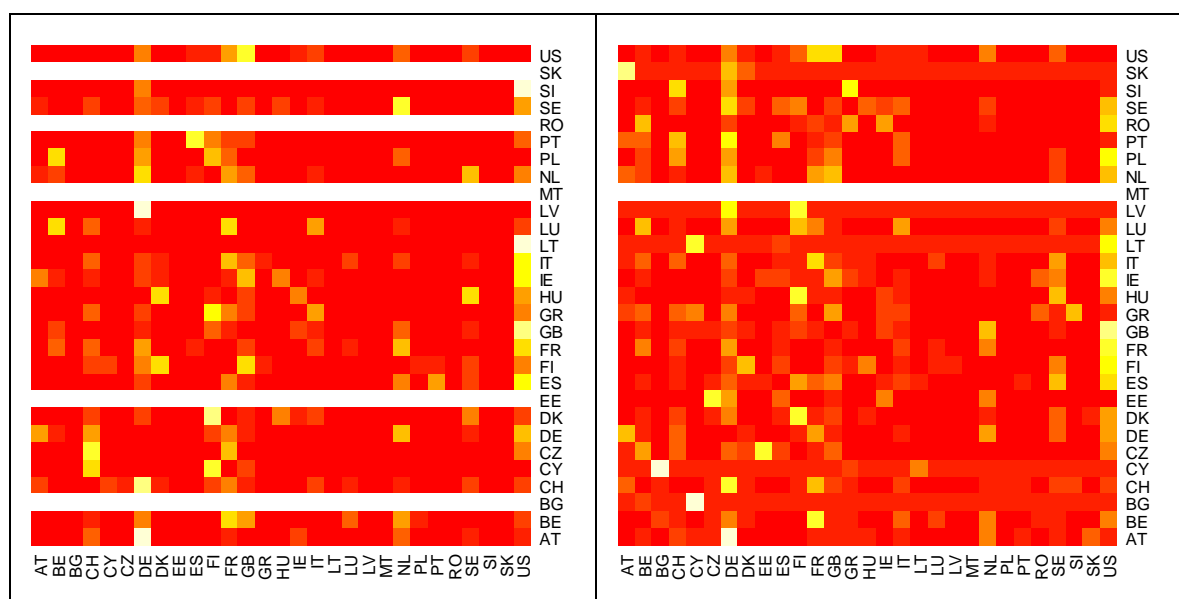 US
SK
SI
SE
RO
PT
PL
NL
MT
LV
LU
LT
IT
IE
HU
GR
GB
FR
FI
ES
EE
DK
DE
CZ
CY
CH
BG
BE
AT
AT BE BG CH CY CZ DE DK EE ES FI FR GB GR HU IE IT LT LU LV MT NL PL PT RO SE SI SK US
US
SK
SI
SE
RO
PT
PL
NL
MT
LV
LU
LT
IT
IE
HU
GR
GB
FR
FI
ES
EE
DK
DE
CZ
CY
CH
BG
BE
AT
AT BE BG CH CY CZ DE DK EE ES FI FR GB GR HU IE IT LT LU LV MT NL PL PT RO SE SI SK US